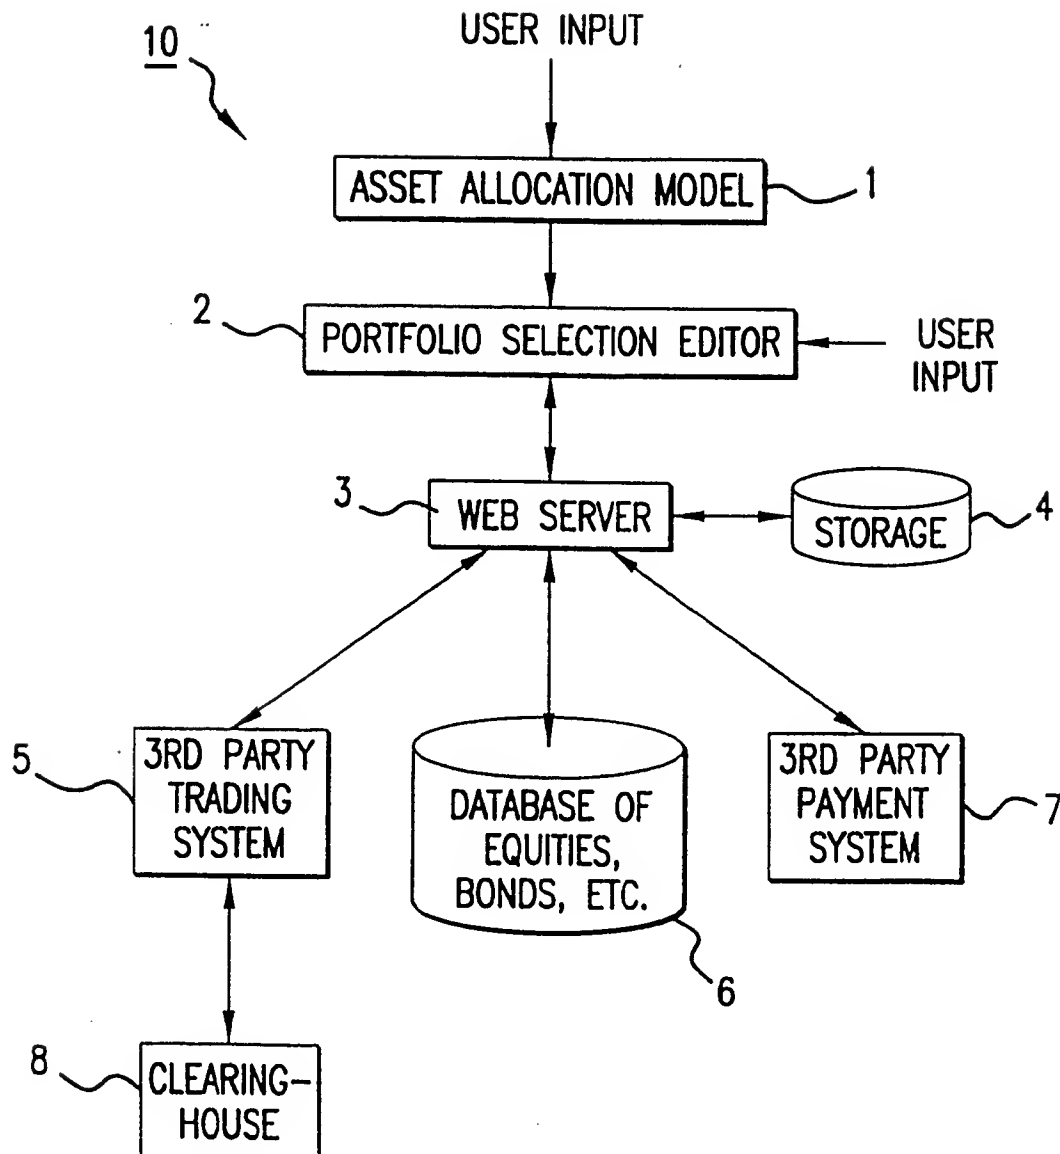 10
USER INPUT
ASSET ALLOCATION MODEL
1
2
PORTFOLIO SELECTION EDITOR
USER
INPUT
3
WEB SERVER
STORAGE
4
5
3RD PARTY
TRADING
SYSTEM
DATABASE OF
EQUITIES,
BONDS, ETC.
6
3RD PARTY
PAYMENT
SYSTEM
7
8
CLEARING-
HOUSE